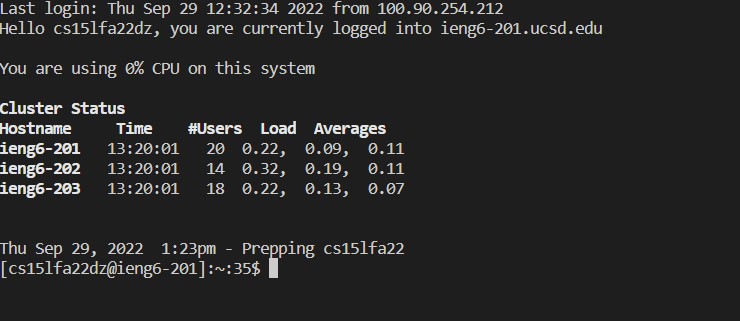 Last login: Thu Sep 29 12:32:34 2022 from 100.90.254.212
Hello cs15lfa22dz, you are currently logged into ieng6-201.ucsd.edu
You are using 0% CPU on this system
Cluster Status
Hostname     Time    #Users  Load  Averages
ieng6-201   13:20:01   20  0.22,  0.09,  0.11
ieng6-202   13:20:01   14  0.32,  0.19,  0.11
ieng6-203   13:20:01   18  0.22,  0.13,  0.07
Thu Sep 29, 2022  1:23pm - Prepping cs15lfa22
[cs15lfa22dz@ieng6-201]:~:35$